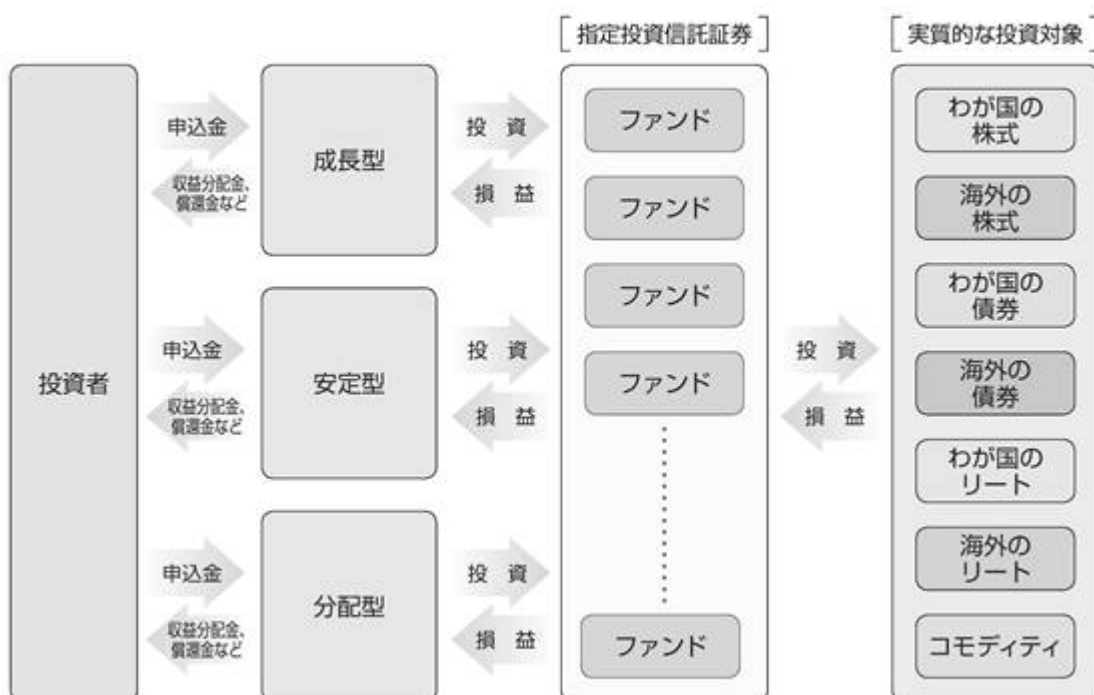 指定投資信託証券
実質的な投資対象
投資者
申込金
収益分配金、
償還金など
成長型
投資
損益
申込金
収益分配金、
償還金など
安定型
投資
損益
申込金
収益分配金、
償還金など
分配型
投資
損益
ファンド
ファンド
ファンド
ファンド
ファンド
投資
損益
わが国の
株式
海外の
株式
わが国の
債券
海外の
債券
わが国の
リート
海外の
リート
コモディティ